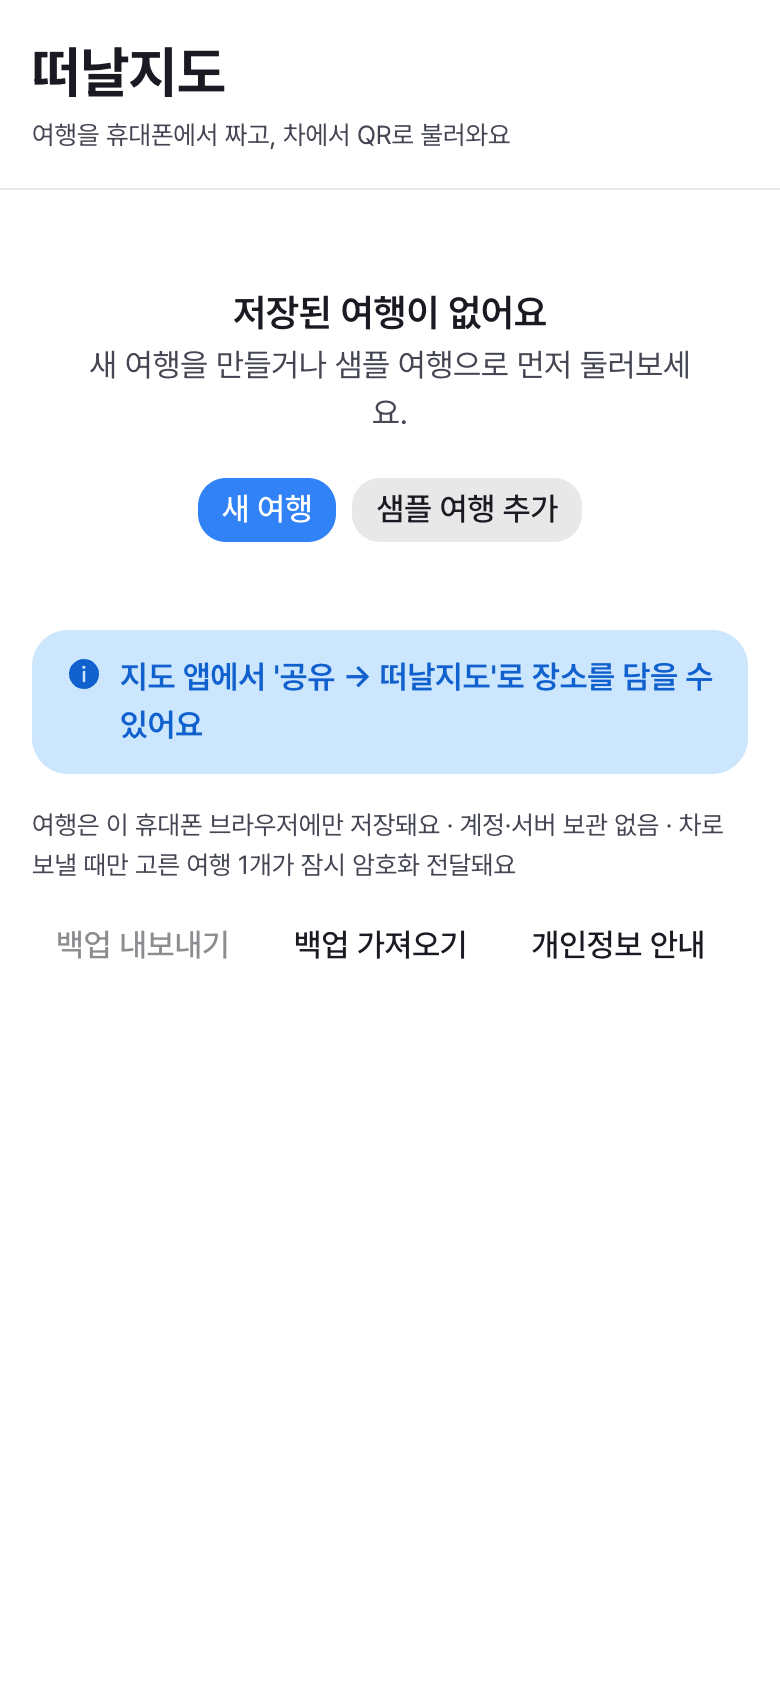 떠날지도
여행을 휴대폰에서 짜고, 차에서 QR로 불러와요
저장된 여행이 없어요
새 여행을 만들거나 샘플 여행으로 먼저 둘러보세
요.
새 여행 샘플 여행 추가
지도 앱에서 '공유 → 떠날지도'로 장소를 담을 수
있어요
여행은 이 휴대폰 브라우저에만 저장돼요 · 계정·서버 보관 없음 · 차로
보낼 때만 고른 여행 1개가 잠시 암호화 전달돼요
백업 내보내기 백업 가져오기 개인정보 안내